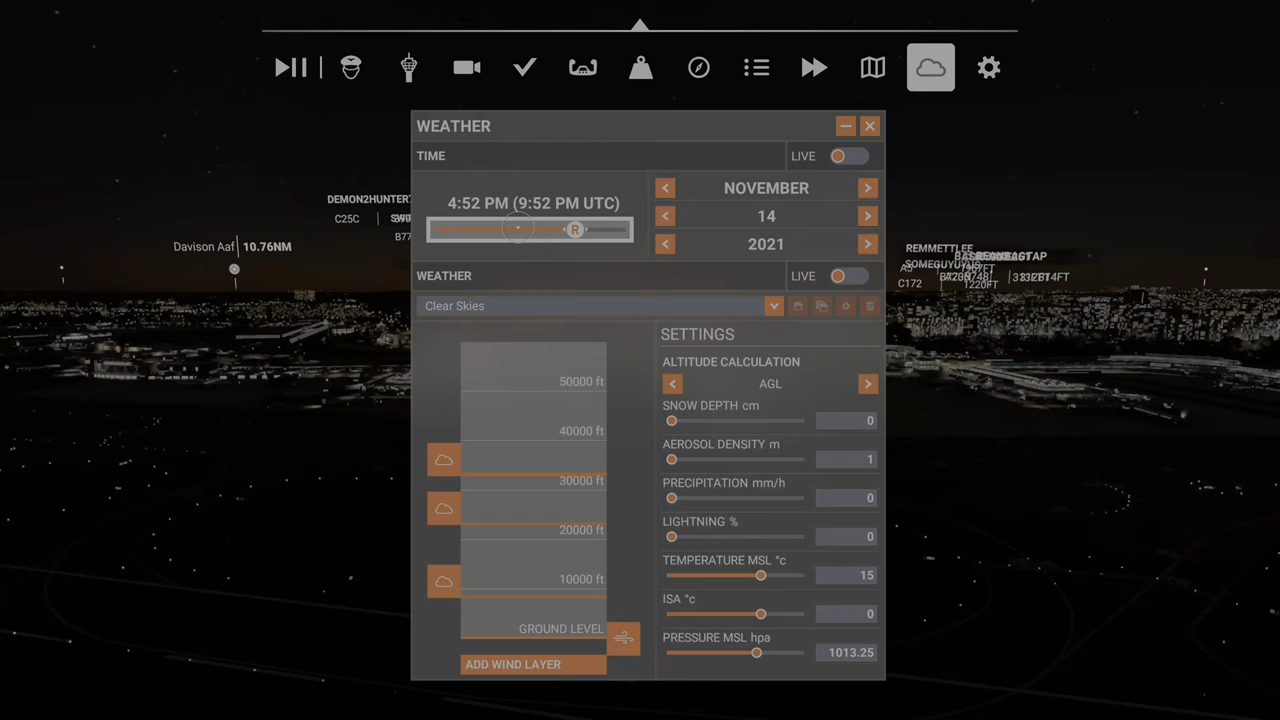 WEATHER
TIME
LIVE
4:52 PM (9:52 PM UTC)
R
NOVEMBER
14
2021
WEATHER
LIVE
Clear Skies
50000 ft
40000 ft
30000 ft
20000 ft
10000 ft
GROUND LEVEL
ADD WIND LAYER
SETTINGS
ALTITUDE CALCULATION
AGL
SNOW DEPTH cm
0
AEROSOL DENSITY m
1
PRECIPITATION mm/h
0
LIGHTNING %
0
TEMPERATURE MSL °c
15
ISA °c
0
PRESSURE MSL hpa
1013.25
DEMON2HUNTER
C25C
B77
Davison Aaf 10.76NM
REMMETTLEE
C172
1220FT